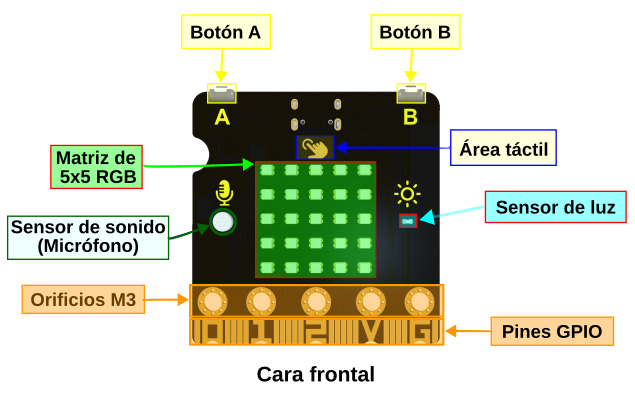 Botón A
Botón B
A
B
Área táctil
Matriz de
5x5 RGB
Sensor de luz
Sensor de sonido
(Micrófono)
Orificios M3
0 1 2 V G
Pines GPIO
Cara frontal